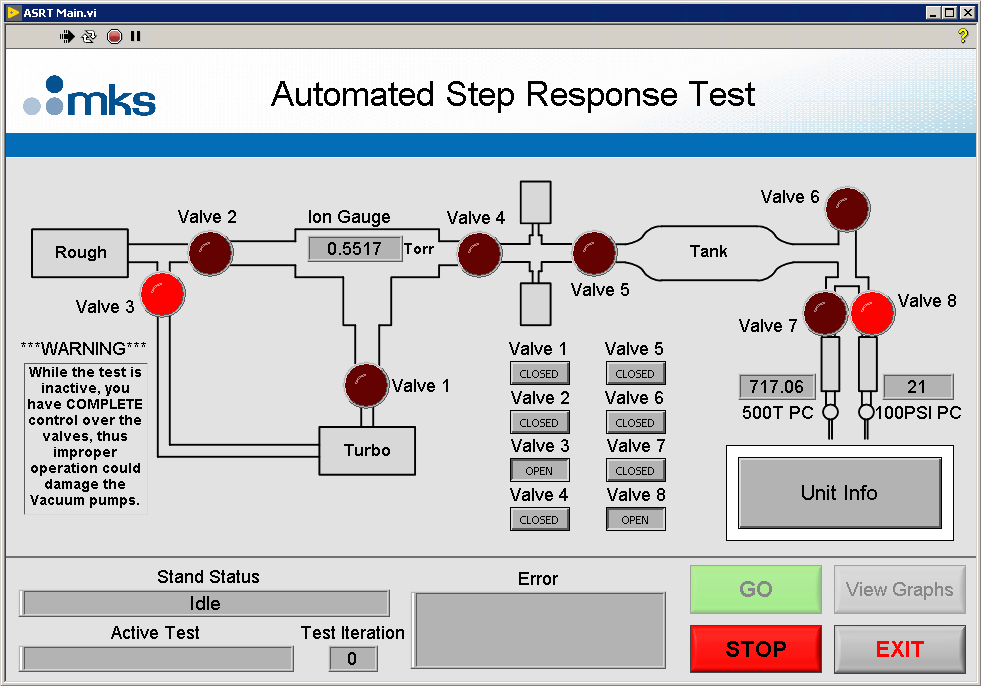 ASRT Main.vi
?
mks
Automated Step Response Test
Valve 6
Valve 2
Ion Gauge
Valve 4
Rough
0.5517
Torr
Tank
Valve 5
Valve 3
Valve 8
Valve 7
***WARNING***
While the test is
inactive, you
have COMPLETE
control over the
valves, thus
improper
operation could
damage the
Vacuum pumps.
Valve 1
Turbo
Valve 1
CLOSED
Valve 2
CLOSED
Valve 3
OPEN
Valve 4
CLOSED
Valve 5
CLOSED
Valve 6
CLOSED
Valve 7
CLOSED
Valve 8
OPEN
717.06
500T PC
21
100PSI PC
Unit Info
Stand Status
Idle
Active Test
Test Iteration
0
Error
GO
View Graphs
STOP
EXIT